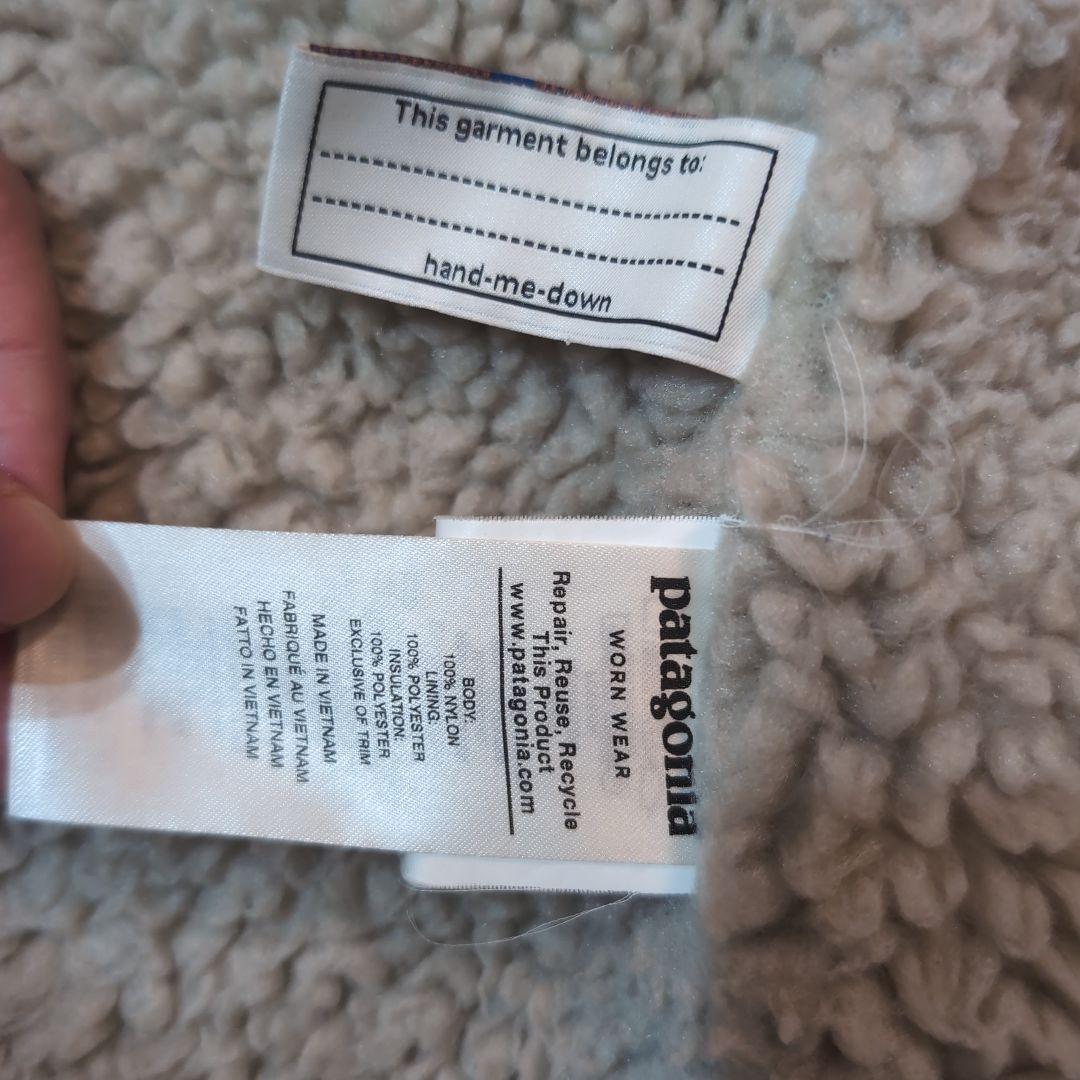 This garment belongs to:
hand-me-down
patagonia
WORN WEAR
Repair, Reuse, Recycle
This Product
www.patagonia.com
BODY:
100% NYLON
LINING:
100% POLYESTER
INSULATION:
100% POLYESTER
EXCLUSIVE OF TRIM
MADE IN VIETNAM
FABRIQUÉ AU VIETNAM
HECHO EN VIETNAM
FATTO IN VIETNAM